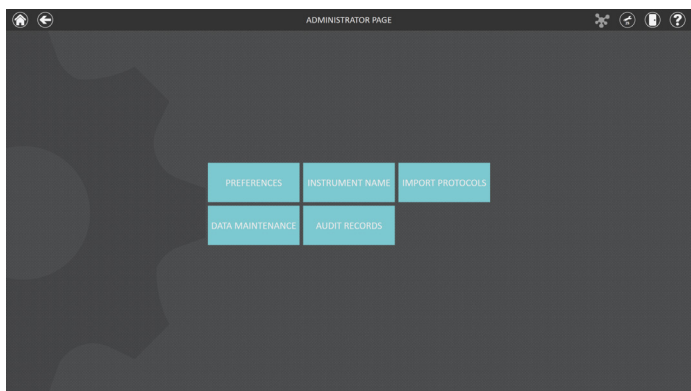 ADMINISTRATOR PAGE
?
PREFERENCES INSTRUMENT NAME IMPORT PROTOCOLS
DATA MAINTENANCE AUDIT RECORDS